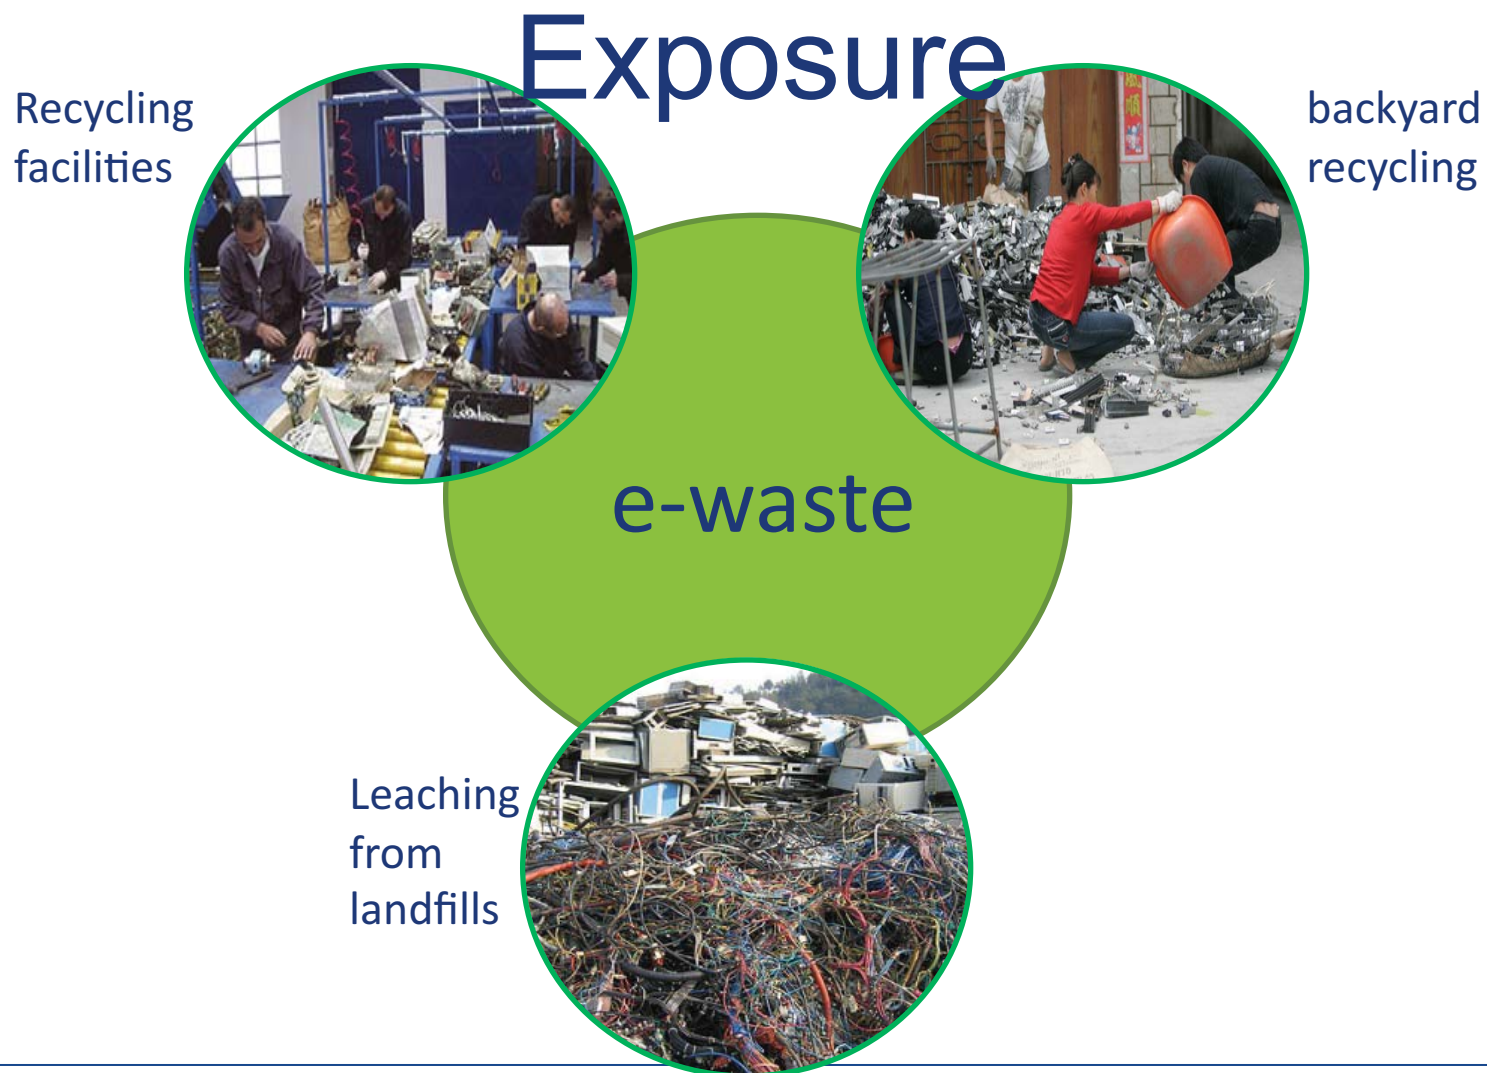 Exposure
Recycling
facilities
backyard
recycling
e-waste
Leaching
from
landfills